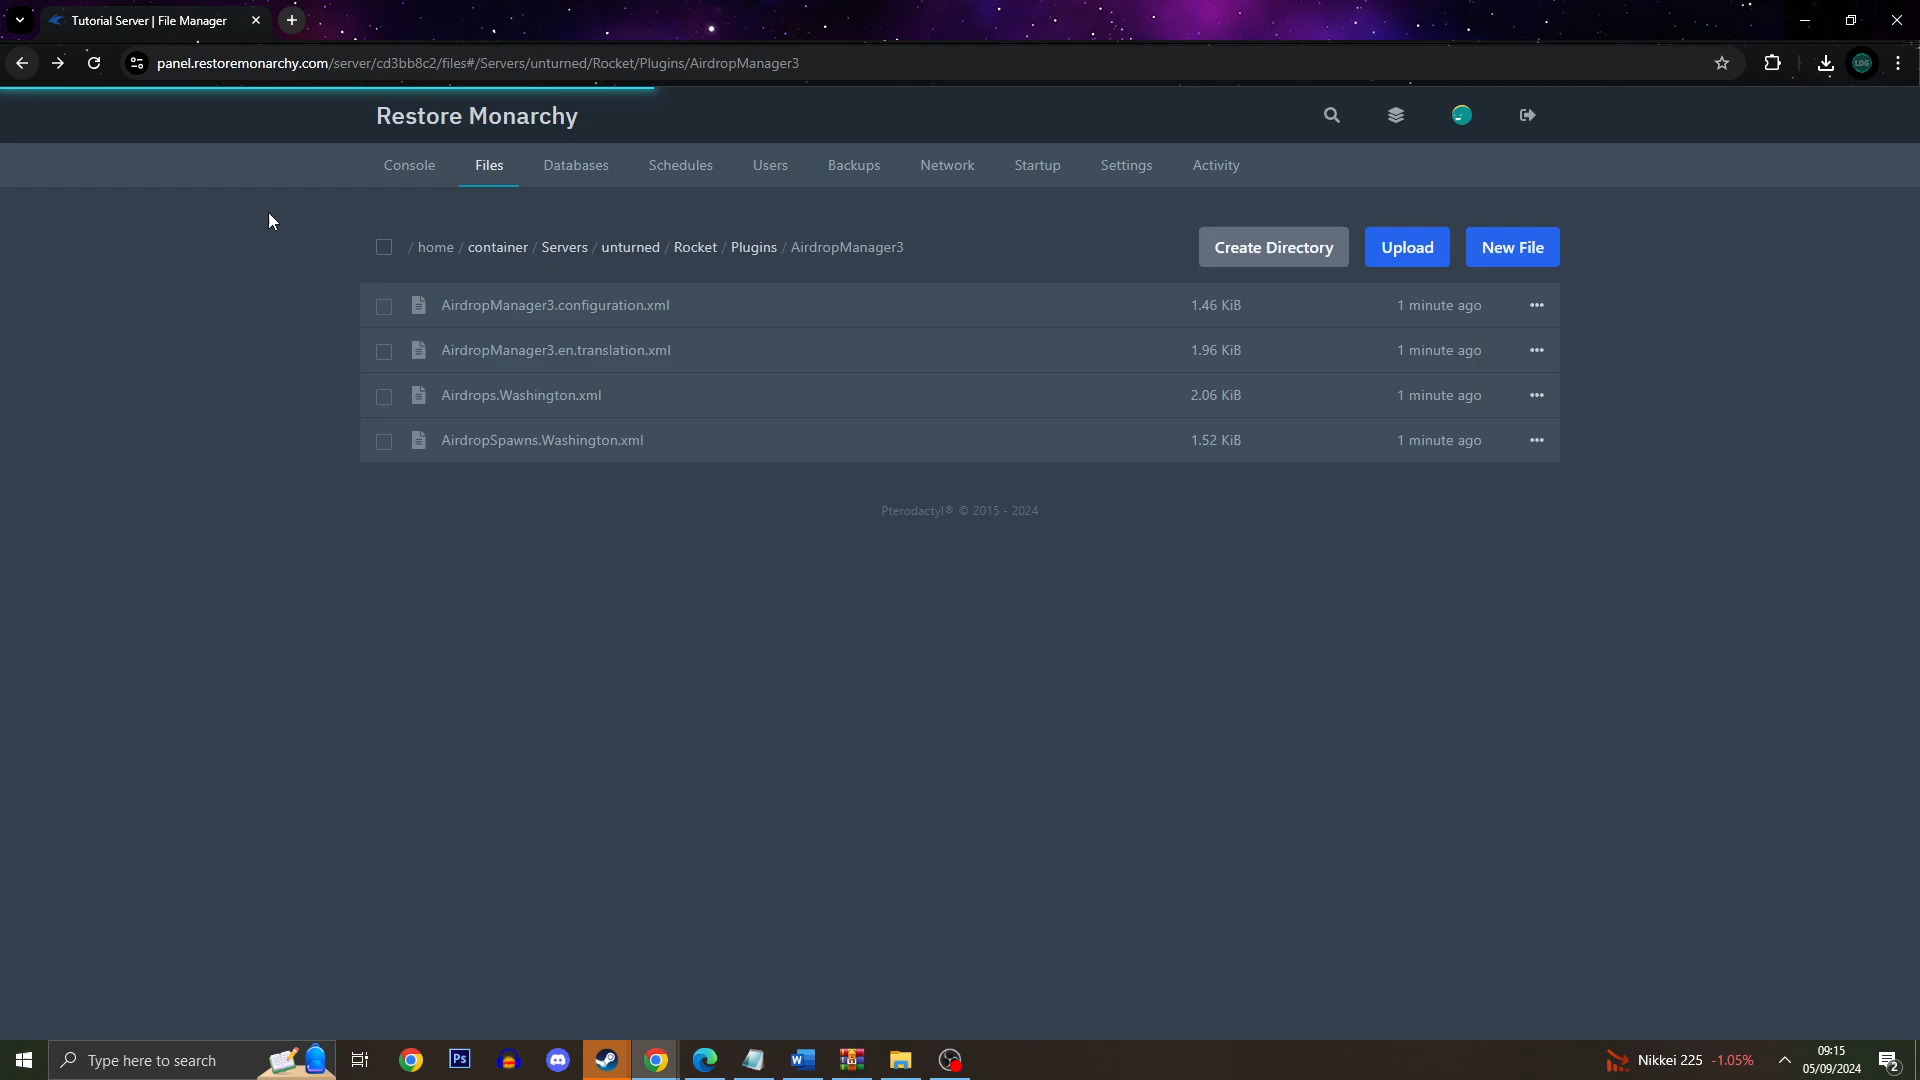 Tutorial Server | File Manager
panel.restoremonarchy.com/server/cd3bb8c2/files#/Servers/unturned/Rocket/Plugins/AirdropManager3
LDG
Restore Monarchy
Console Files Databases Schedules Users Backups Network Startup Settings Activity
/ home / container / Servers / unturned / Rocket / Plugins / AirdropManager3
Create Directory Upload New File
AirdropManager3.configuration.xml 1.46 KiB 1 minute ago
AirdropManager3.en.translation.xml 1.96 KiB 1 minute ago
Airdrops.Washington.xml 2.06 KiB 1 minute ago
AirdropSpawns.Washington.xml 1.52 KiB 1 minute ago
Pterodactyl® © 2015 - 2024
Type here to search
Ps
W
Nikkei 225 -1.05%
09:15
05/09/2024
2